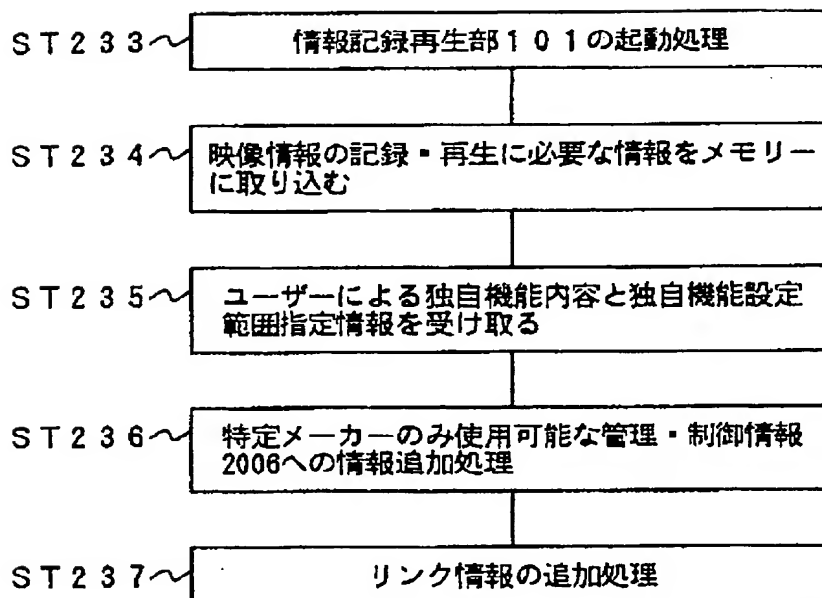 ST233 情報記録再生部101の起動処理
ST234 映像情報の記録・再生に必要な情報をメモリー
に取り込む
ST235 ユーザーによる独自機能内容と独自機能設定
範囲指定情報を受け取る
ST236 特定メーカーのみ使用可能な管理・制御情報
2006への情報追加処理
ST237 リンク情報の追加処理